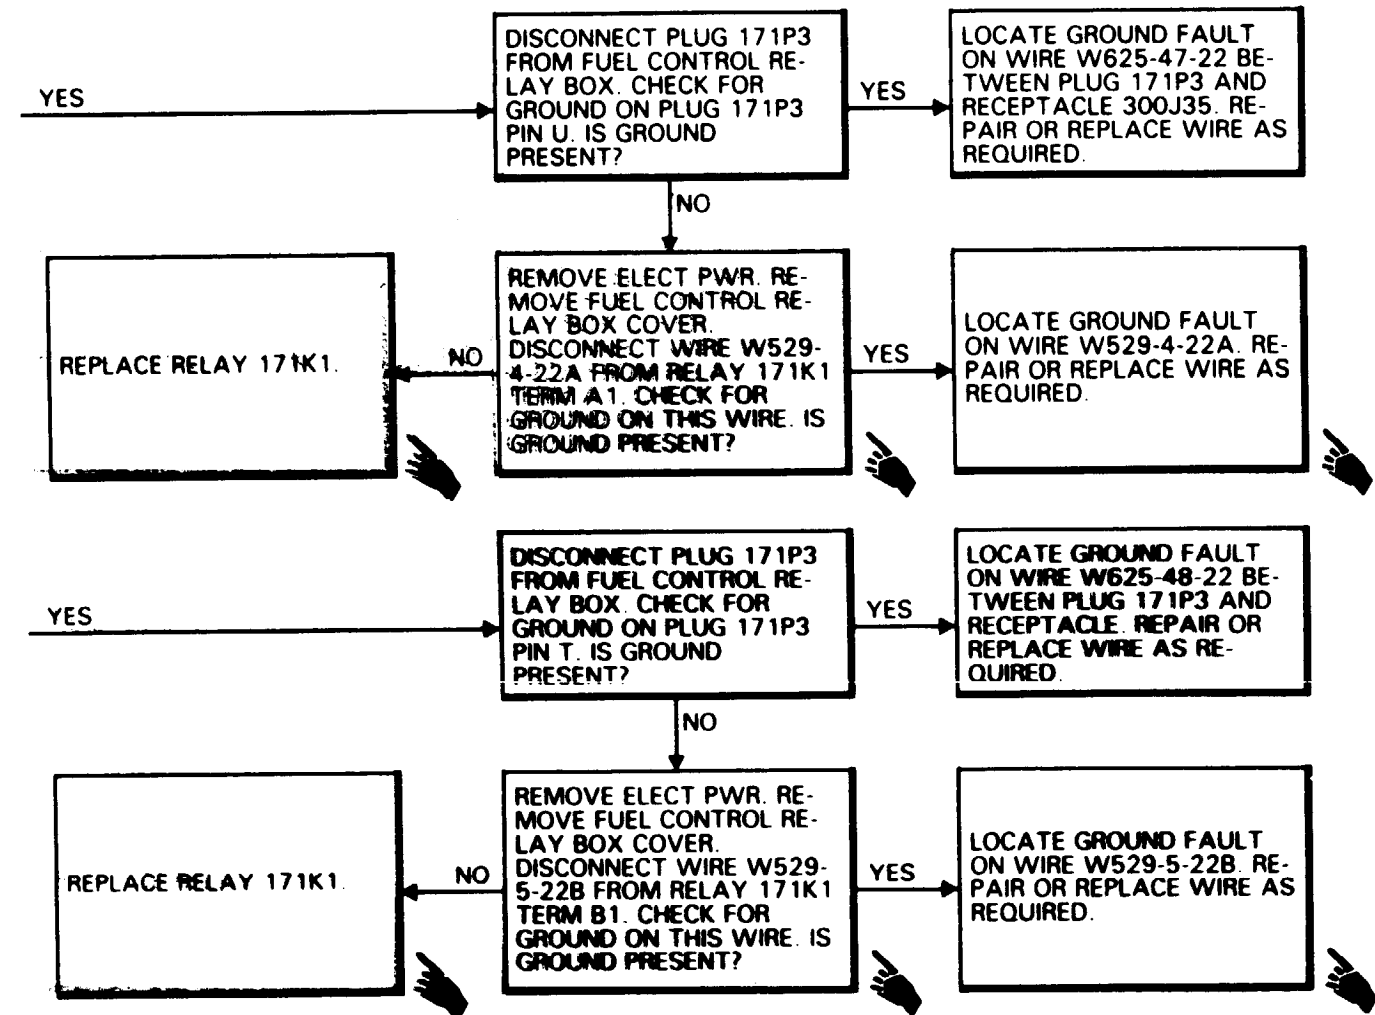 YES
DISCONNECT PLUG 171P3
FROM FUEL CONTROL RE-
LAY BOX. CHECK FOR
GROUND ON PLUG 171P3
PIN U. IS GROUND
PRESENT?
YES
LOCATE GROUND FAULT
ON WIRE W625-47-22 BE-
TWEEN PLUG 171P3 AND
RECEPTACLE 300J35. RE-
PAIR OR REPLACE WIRE AS
REQUIRED.
NO
REPLACE RELAY 171K1.
NO
REMOVE ELECT PWR. RE-
MOVE FUEL CONTROL RE-
LAY BOX COVER.
DISCONNECT WIRE W529-
4-22A FROM RELAY 171K1
TERM A1. CHECK FOR
GROUND ON THIS WIRE. IS
GROUND PRESENT?
YES
LOCATE GROUND FAULT
ON WIRE W529-4-22A. RE-
PAIR OR REPLACE WIRE AS
REQUIRED.
YES
DISCONNECT PLUG 171P3
FROM FUEL CONTROL RE-
LAY BOX. CHECK FOR
GROUND ON PLUG 171P3
PIN T. IS GROUND
PRESENT?
YES
LOCATE GROUND FAULT
ON WIRE W625-48-22 BE-
TWEEN PLUG 171P3 AND
RECEPTACLE. REPAIR OR
REPLACE WIRE AS RE-
QUIRED.
NO
REPLACE RELAY 171K1.
NO
REMOVE ELECT PWR. RE-
MOVE FUEL CONTROL RE-
LAY BOX COVER.
DISCONNECT WIRE W529-
5-22B FROM RELAY 171K1
TERM B1. CHECK FOR
GROUND ON THIS WIRE. IS
GROUND PRESENT?
YES
LOCATE GROUND FAULT
ON WIRE W529-5-22B. RE-
PAIR OR REPLACE WIRE AS
REQUIRED.